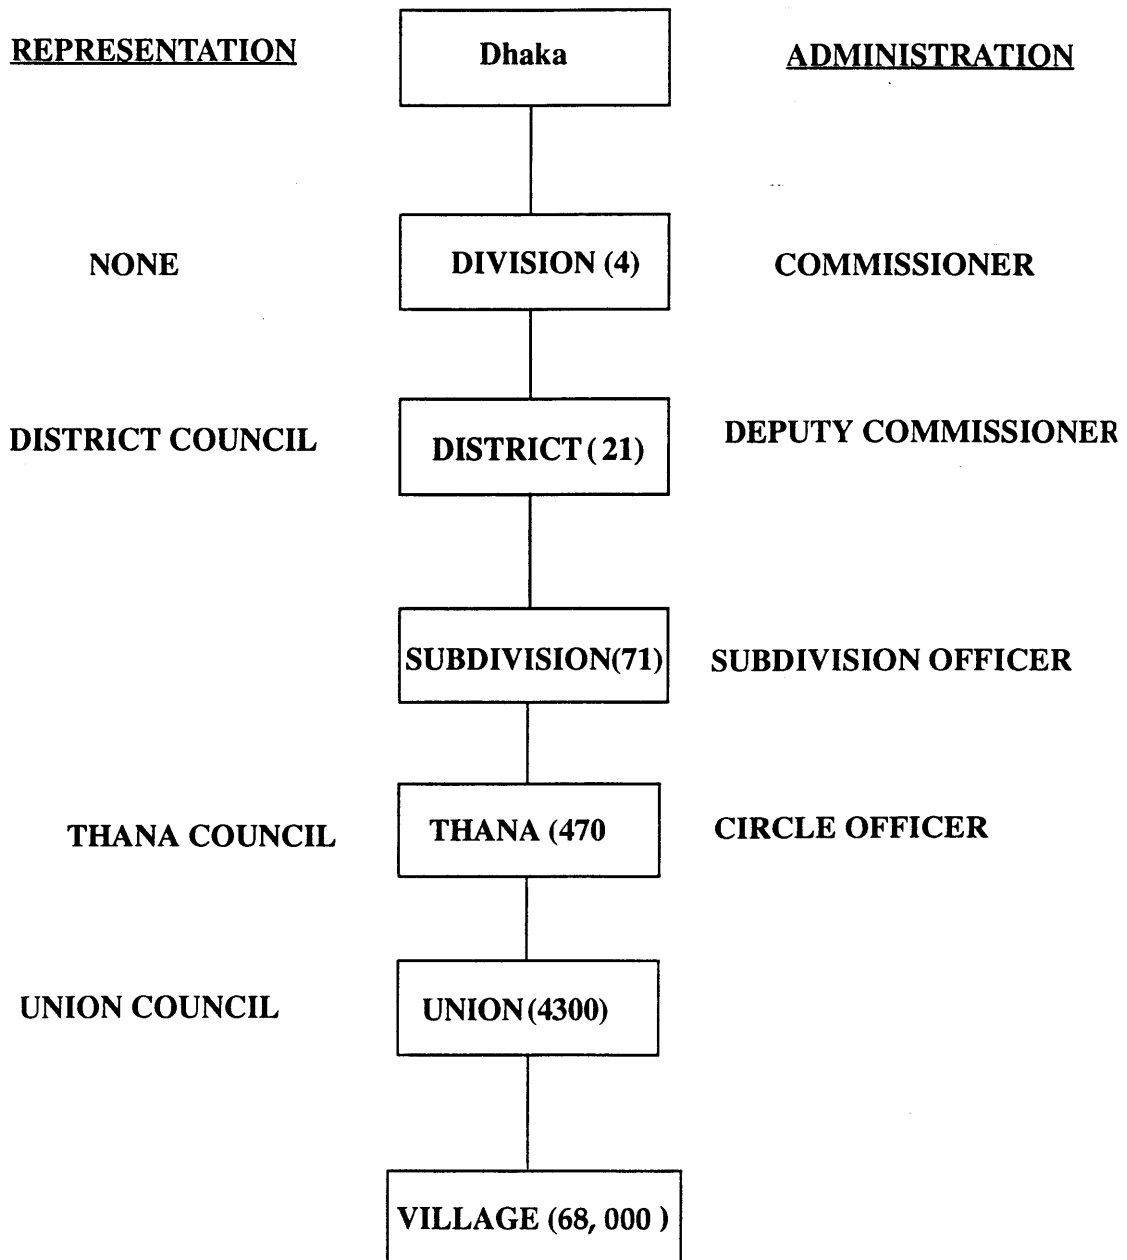 REPRESENTATION
Dhaka
ADMINISTRATION
NONE
DIVISION (4)
COMMISSIONER
DISTRICT COUNCIL
DISTRICT (21)
DEPUTY COMMISSIONER
SUBDIVISION(71)
SUBDIVISION OFFICER
THANA COUNCIL
THANA (470
CIRCLE OFFICER
UNION COUNCIL
UNION (4300)
VILLAGE (68, 000 )